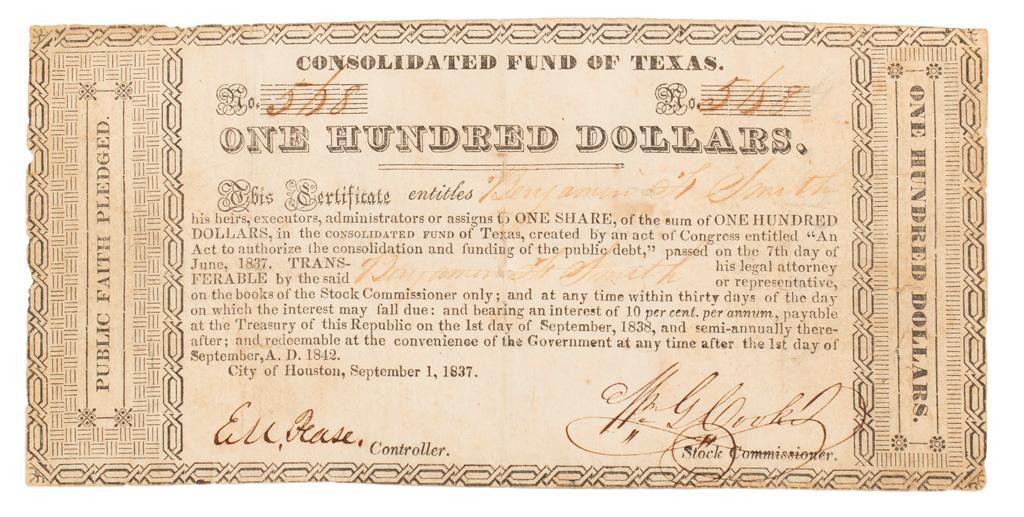 CONSOLIDATED FUND OF TEXAS.
No. 568 No. 568
ONE HUNDRED DOLLARS.
This Certificate entitles Benjamin F Smith
his heirs, executors, administrators or assigns to ONE SHARE, of the sum of ONE HUNDRED
DOLLARS, in the CONSOLIDATED FUND of Texas, created by an act of Congress entitled "An
Act to authorize the consolidation and funding of the public debt," passed on the 7th day of
June, 1837. TRANS- his legal attorney
FERABLE by the said Benjamin F Smith or representative,
on the books of the Stock Commissioner only; and at any time within thirty days of the day
on which the interest may fall due: and bearing an interest of 10 per cent. per annum, payable
at the Treasury of this Republic on the 1st day of September, 1838, and semi-annually there-
after; and redeemable at the convenience of the Government at any time after the 1st day of
September, A. D. 1842.
City of House, September 1, 1837.
E M. Pease, Controller.
Wm G Cooke
Stock Commissioner.
PUBLIC FAITH PLEDGED.
ONE HUNDRED DOLLARS.